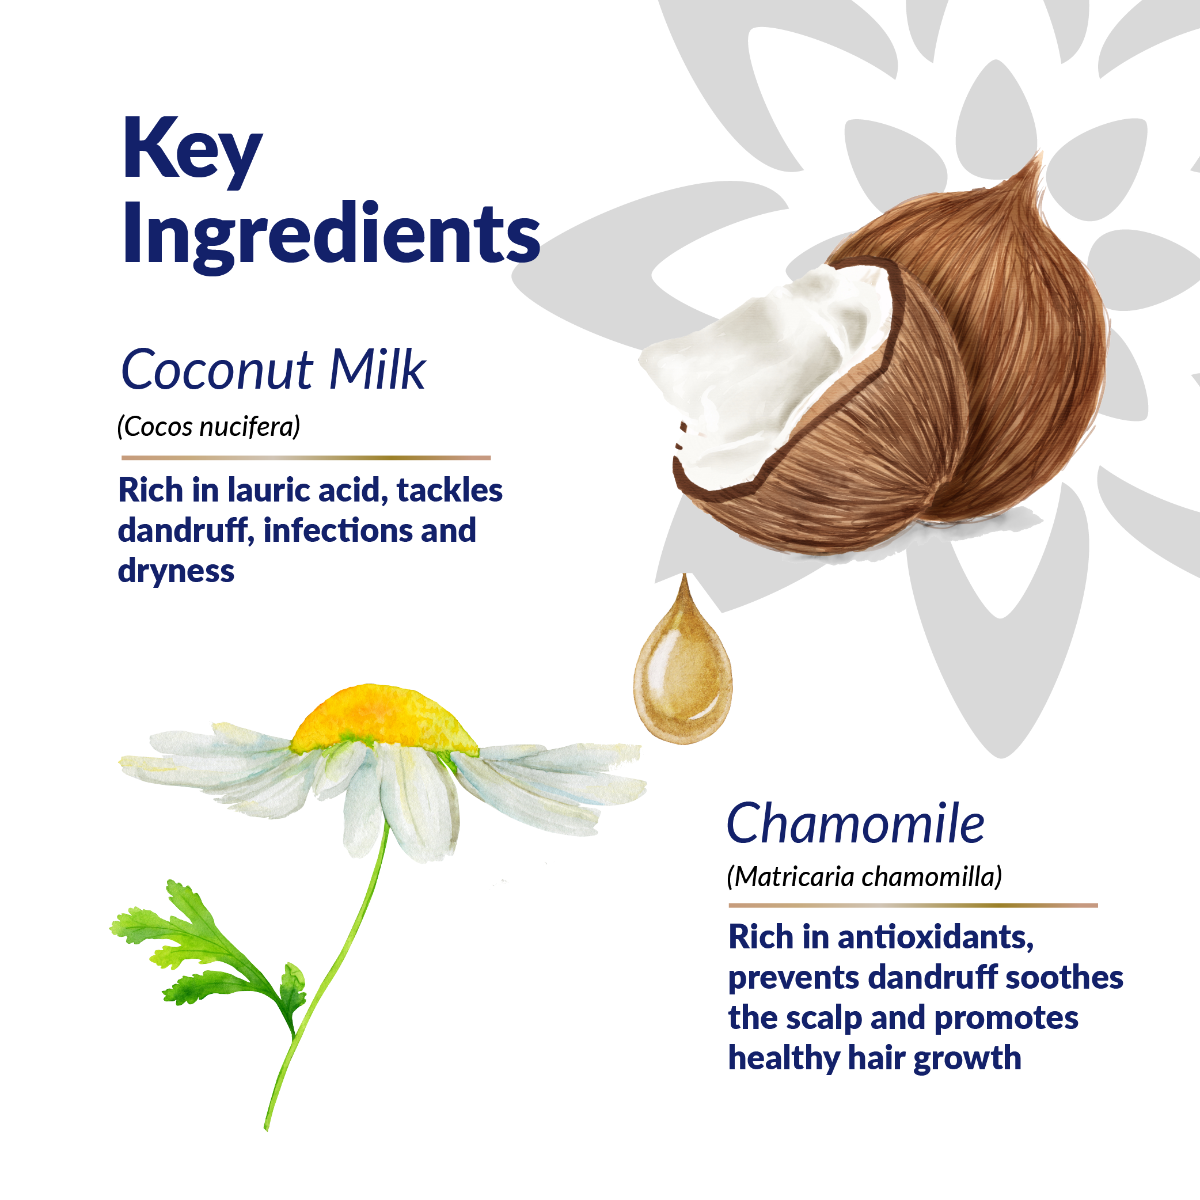 Key
Ingredients
Coconut Milk
(Cocos nucifera)
Rich in lauric acid, tackles
dandruff, infections and
dryness
Chamomile
(Matricaria chamomilla)
Rich in antioxidants,
prevents dandruff soothes
the scalp and promotes
healthy hair growth